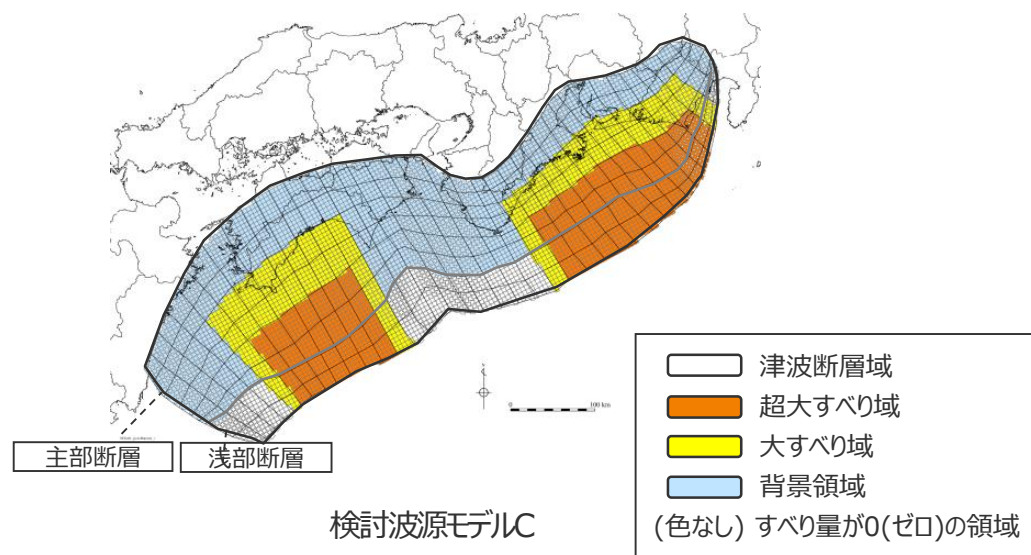 0
100 km
津波断層域
超大すべり域
大すべり域
背景領域
(色なし) すべり量が0(ゼロ)の領域
主部断層
浅部断層
検討波源モデルC